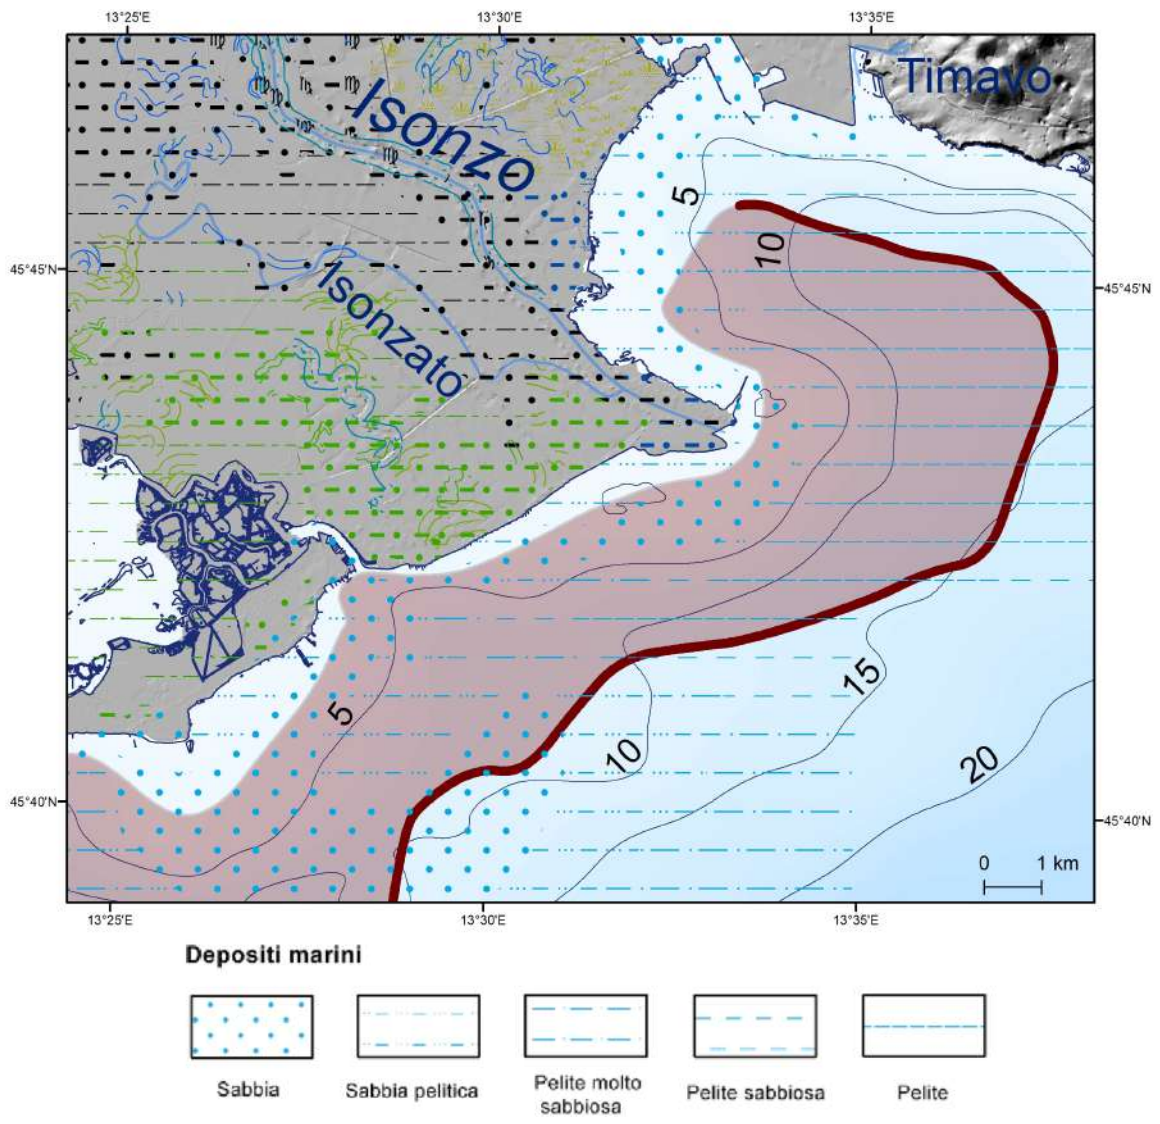 13°25'E
13°30'E
13°35'E
Timavo
Isonzo
5
10
45°45'N
45°45'N
Isonzato
15
5
10
20
45°40'N
45°40'N
0 1 km
13°25'E
13°30'E
13°35'E
Depositi marini
Sabbia
Sabbia pelitica
Pelite molto
sabbiosa
Pelite sabbiosa
Pelite